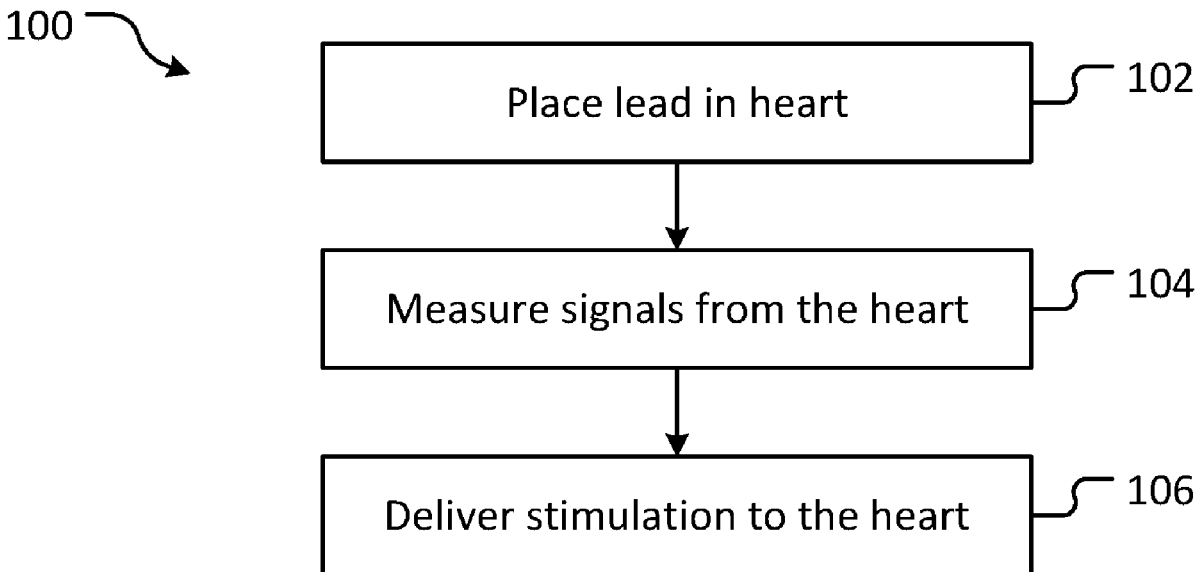 100
Place lead in heart
102
Measure signals from the heart
104
Deliver stimulation to the heart
106